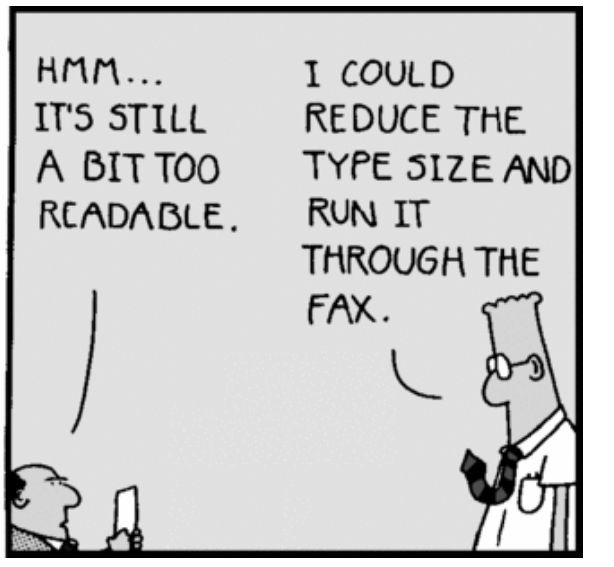 HMM...
IT'S STILL
A BIT TOO
READABLE.
I COULD
REDUCE THE
TYPE SIZE AND
RUN IT
THROUGH THE
FAX.